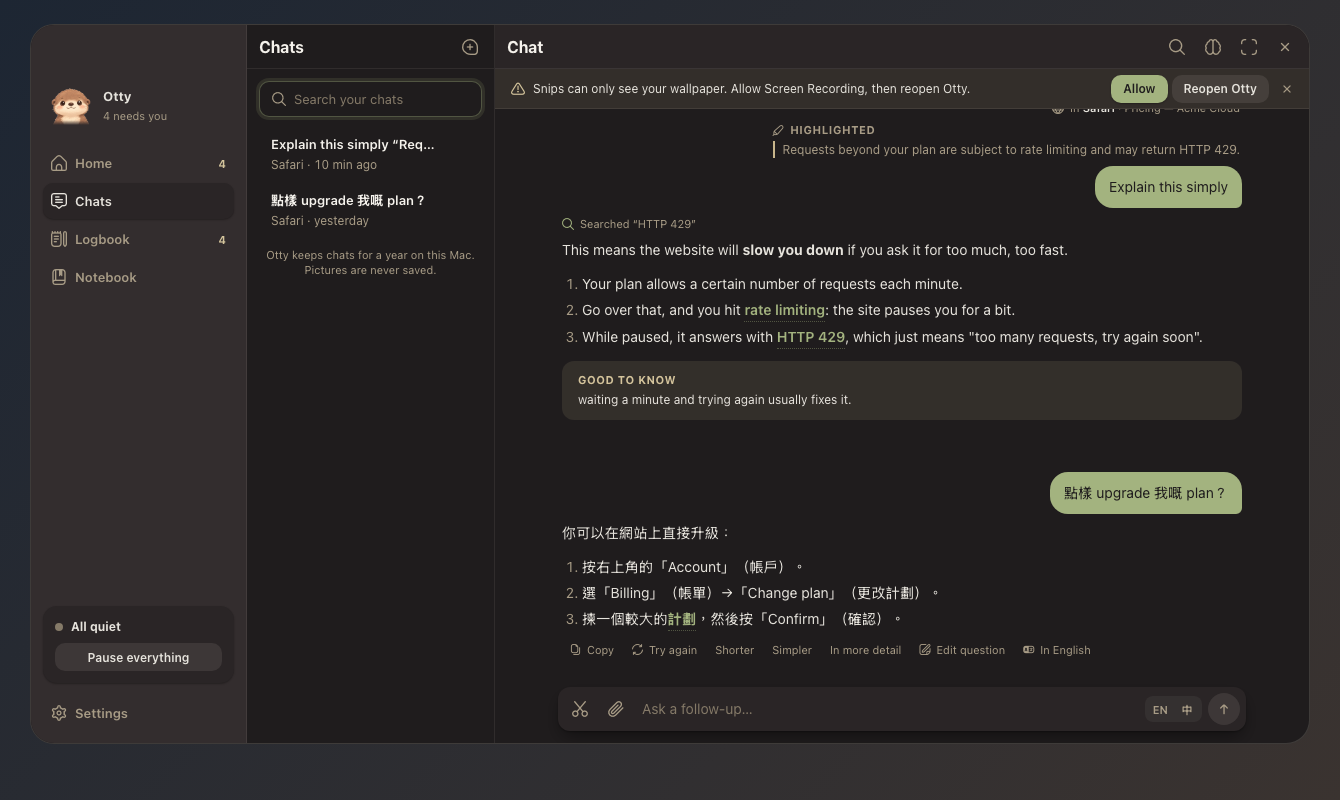 Otty
4 needs you
Home
4
Chats
Logbook
4
Notebook
All quiet
Pause everything
Settings
Chats
Search your chats
Explain this simply “Req...
Safari · 10 min ago
點樣 upgrade 我嘅 plan？
Safari · yesterday
Otty keeps chats for a year on this Mac.
Pictures are never saved.
Chat
Snips can only see your wallpaper. Allow Screen Recording, then reopen Otty.
Allow
Reopen Otty
in Safari · Pricing — Acme Cloud
HIGHLIGHTED
Requests beyond your plan are subject to rate limiting and may return HTTP 429.
Explain this simply
Searched “HTTP 429”
This means the website will slow you down if you ask it for too much, too fast.
1. Your plan allows a certain number of requests each minute.
2. Go over that, and you hit rate limiting: the site pauses you for a bit.
3. While paused, it answers with HTTP 429, which just means "too many requests, try again soon".
GOOD TO KNOW
waiting a minute and trying again usually fixes it.
點樣 upgrade 我嘅 plan？
你可以在網站上直接升級：
1. 按右上角的「Account」（帳戶）。
2. 選「Billing」（帳單）→「Change plan」（更改計劃）。
3. 揀一個較大的計劃，然後按「Confirm」（確認）。
Copy
Try again
Shorter
Simpler
In more detail
Edit question
In English
Ask a follow-up...
EN
中